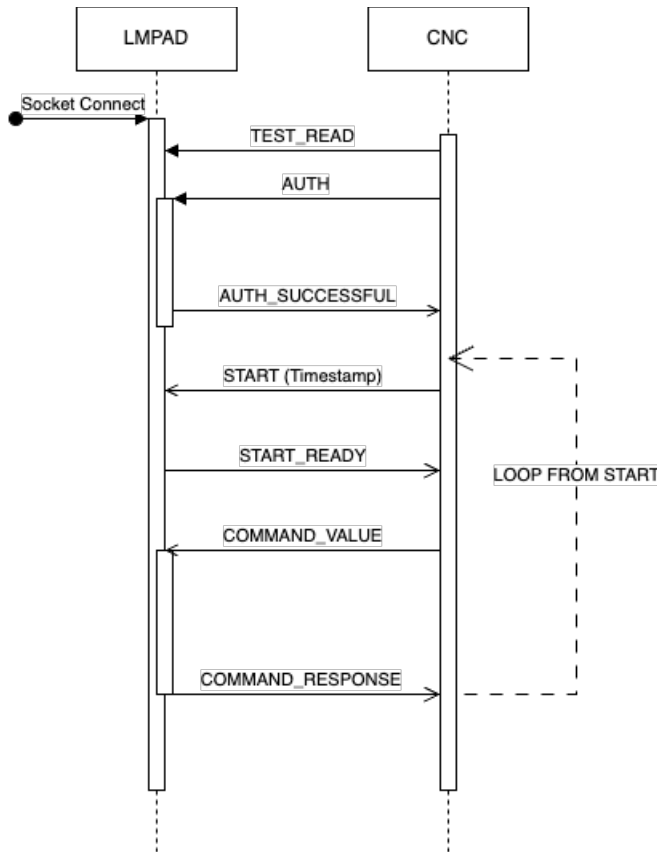 LMPAD
CNC
Socket Connect
TEST_READ
AUTH
AUTH_SUCCESSFUL
START (Timestamp)
START_READY
LOOP FROM START
COMMAND_VALUE
COMMAND_RESPONSE